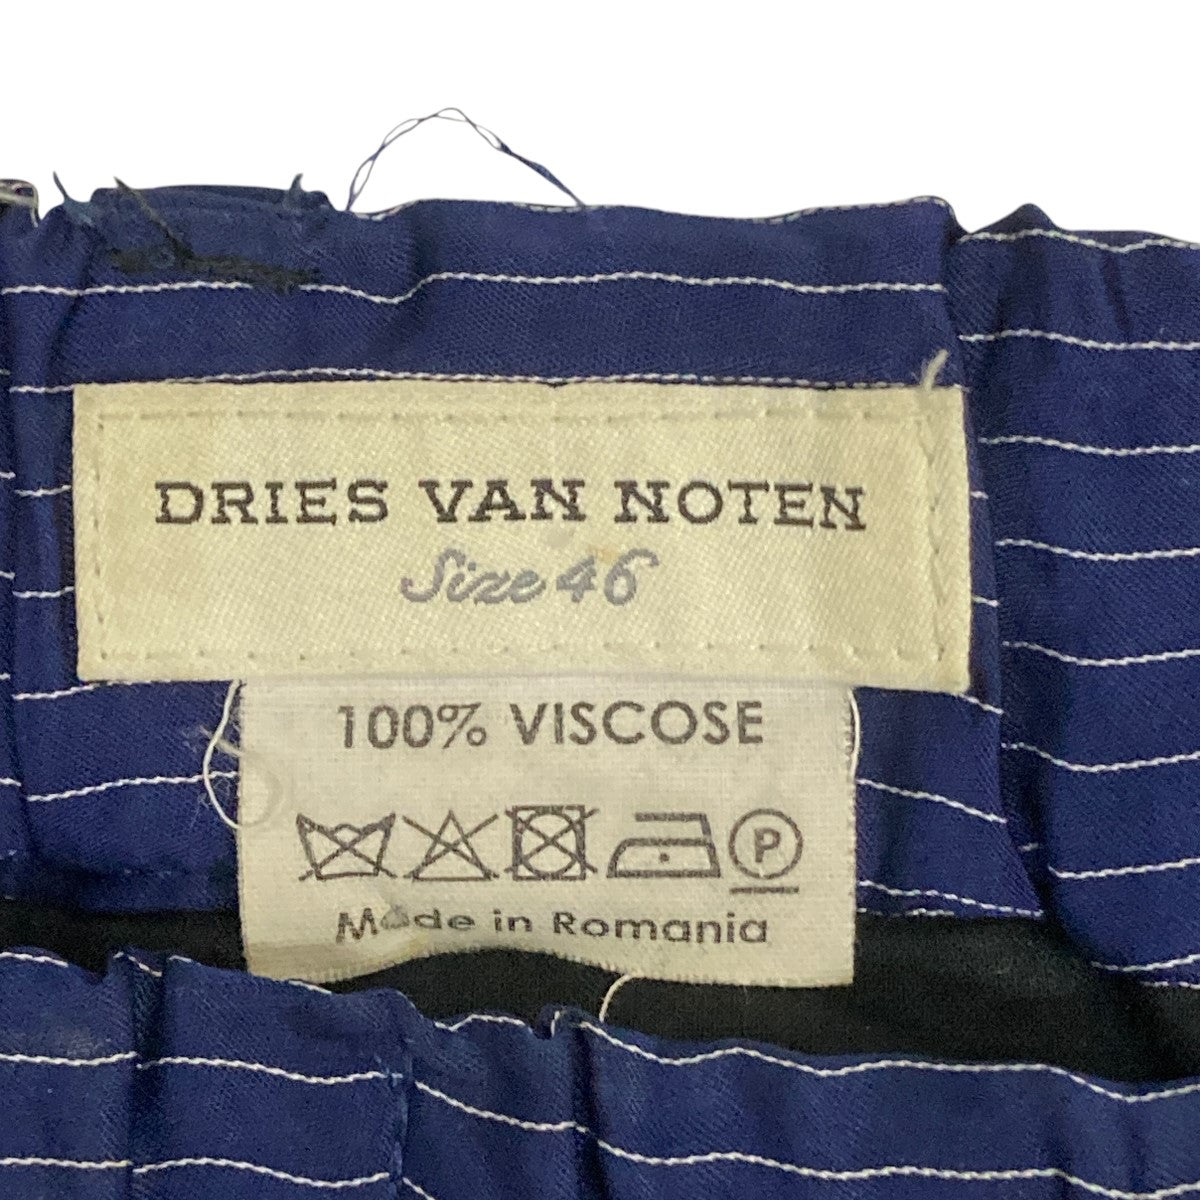 DRIES VAN NOTEN
Size 46
100% VISCOSE
P
Made in Romania